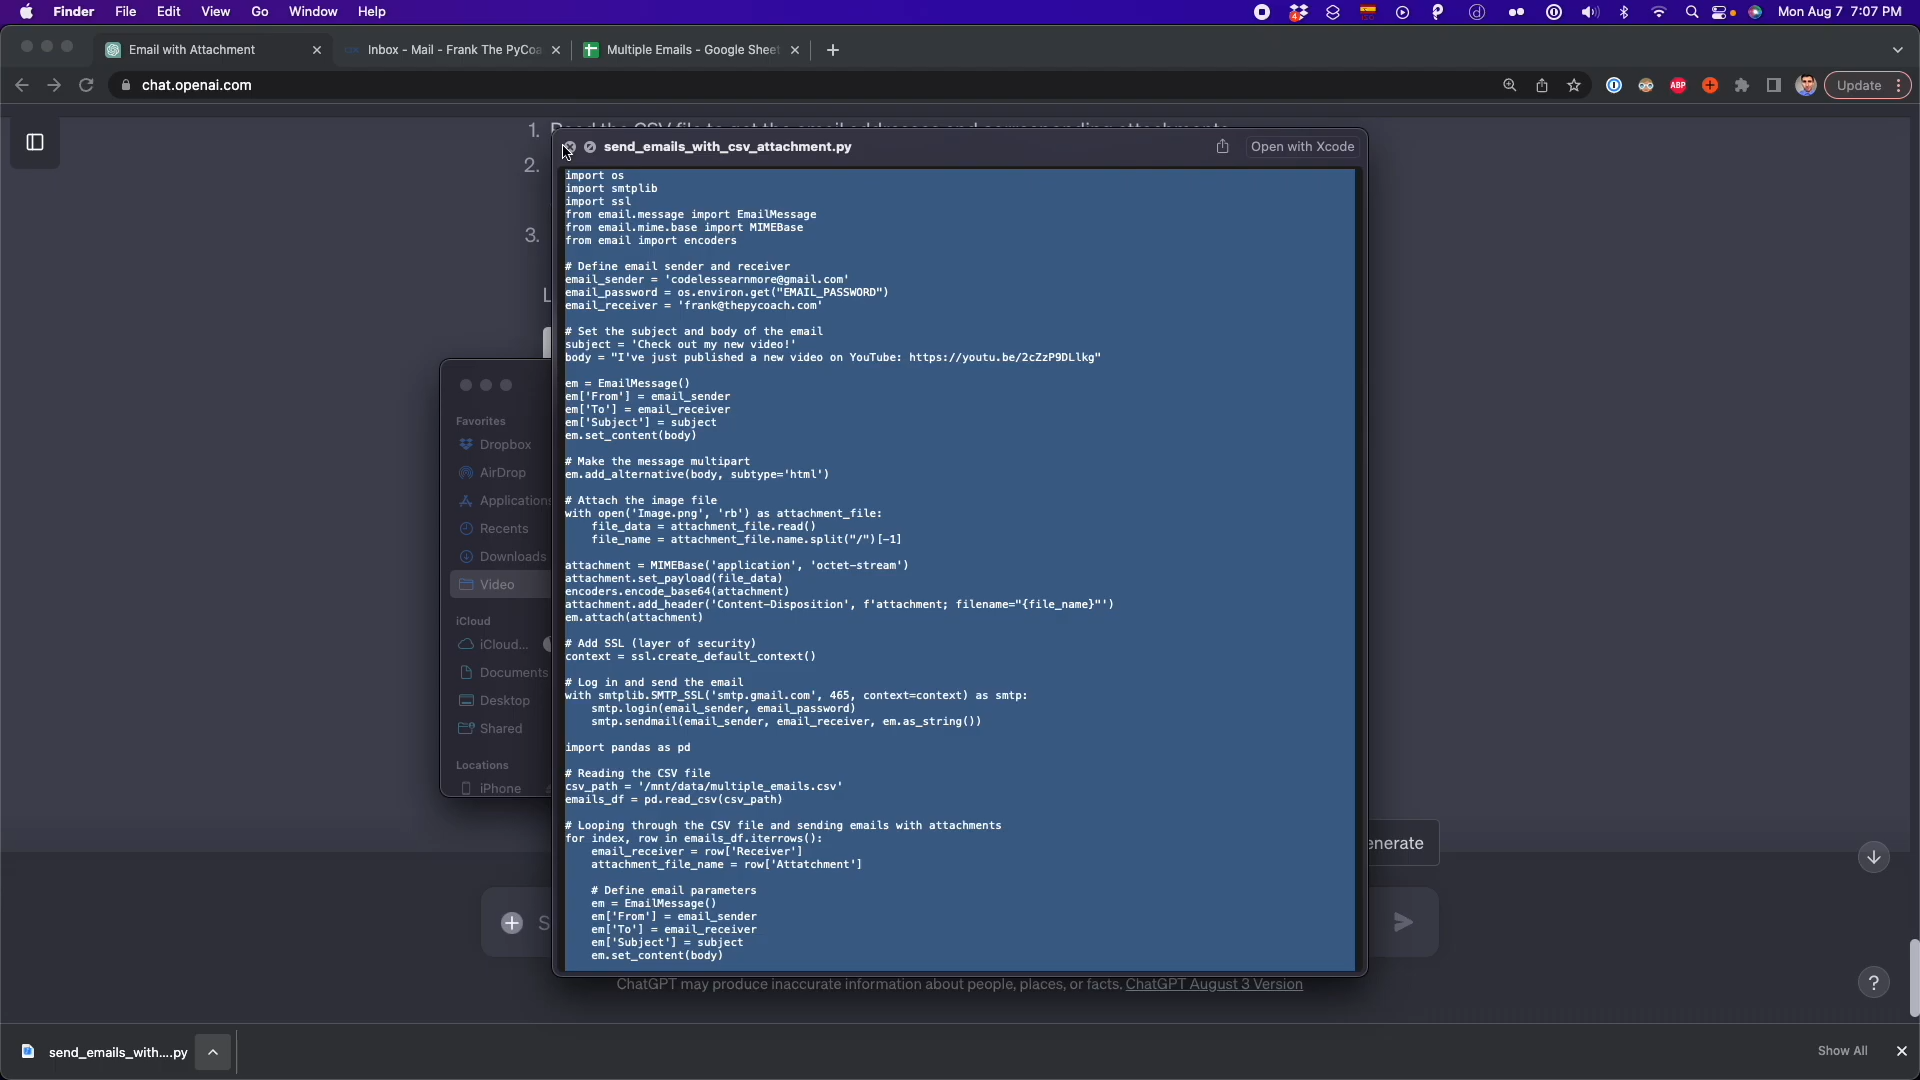 Finder File Edit View Go Window Help
4
Mon Aug 7 7:07 PM
Email with Attachment
Inbox - Mail - Frank The PyCoa
Multiple Emails - Google Sheet
chat.openai.com
ABP
Update
1.
2.
3.
send_emails_with_csv_attachment.py
Open with Xcode
import os
import smtplib
import ssl
from email.message import EmailMessage
from email.mime.base import MIMEBase
from email import encoders
# Define email sender and receiver
email_sender = 'codelessearnmore@gmail.com'
email_password = os.environ.get("EMAIL_PASSWORD")
email_receiver = 'frank@thepycoach.com'
# Set the subject and body of the email
subject = 'Check out my new video!'
body = "I've just published a new video on YouTube: https://youtu.be/2cZzP9DLlkg"
em = EmailMessage()
em['From'] = email_sender
em['To'] = email_receiver
em['Subject'] = subject
em.set_content(body)
# Make the message multipart
em.add_alternative(body, subtype='html')
# Attach the image file
with open('Image.png', 'rb') as attachment_file:
file_data = attachment_file.read()
file_name = attachment_file.name.split("/")[-1]
attachment = MIMEBase('application', 'octet-stream')
attachment.set_payload(file_data)
encoders.encode_base64(attachment)
attachment.add_header('Content-Disposition', f'attachment; filename="{file_name}"')
em.attach(attachment)
# Add SSL (layer of security)
context = ssl.create_default_context()
# Log in and send the email
with smtplib.SMTP_SSL('smtp.gmail.com', 465, context=context) as smtp:
smtp.login(email_sender, email_password)
smtp.sendmail(email_sender, email_receiver, em.as_string())
import pandas as pd
# Reading the CSV file
csv_path = '/mnt/data/multiple_emails.csv'
emails_df = pd.read_csv(csv_path)
# Looping through the CSV file and sending emails with attachments
for index, row in emails_df.iterrows():
email_receiver = row['Receiver']
attachment_file_name = row['Attatchment']
# Define email parameters
em = EmailMessage()
em['From'] = email_sender
em['To'] = email_receiver
em['Subject'] = subject
em.set_content(body)
Favorites
Dropbox
AirDrop
Applications
Recents
Downloads
Video
iCloud
iCloud...
Documents
Desktop
Shared
Locations
iPhone
enerate
S
ChatGPT may produce inaccurate information about people, places, or facts. ChatGPT August 3 Version
?
send_emails_with....py
Show All